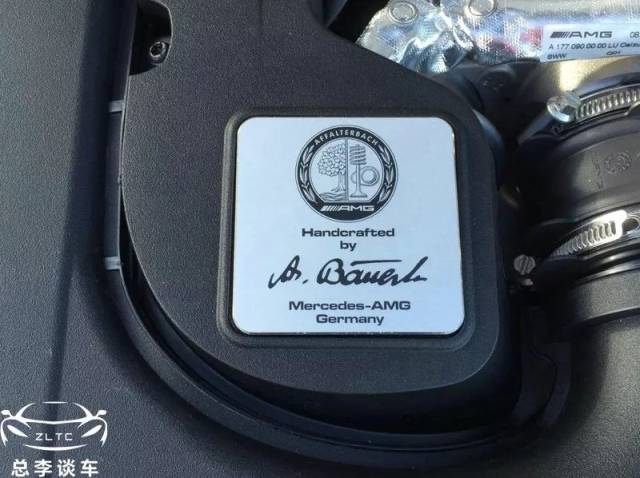 AMG
A 177 090 00 00
AFFALTERBACH
AMG
Handcrafted
by
Mercedes-AMG
Germany
ZLTC
总李谈车